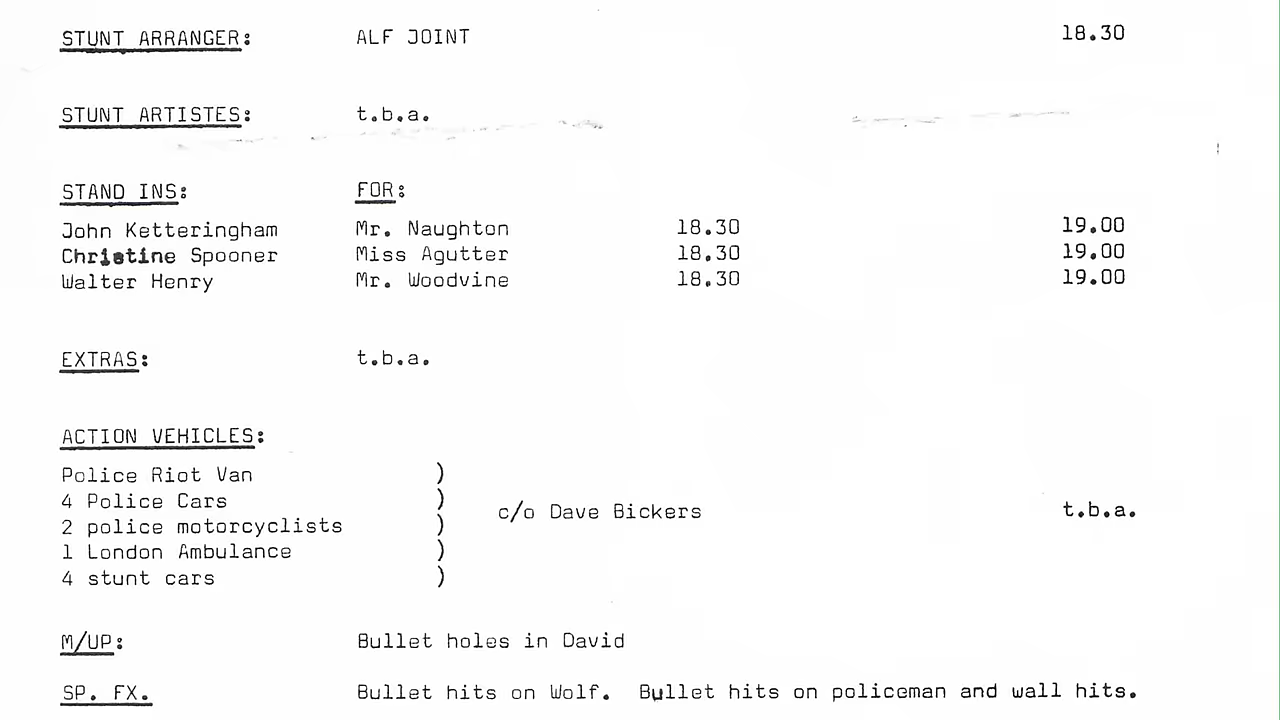 STUNT ARRANGER: ALF JOINT 18.30
STUNT ARTISTES: t.b.a.
STAND INS: FOR:
John Ketteringham Mr. Naughton 18.30 19.00
Christine Spooner Miss Agutter 18.30 19.00
Walter Henry Mr. Woodvine 18.30 19.00
EXTRAS: t.b.a.
ACTION VEHICLES:
Police Riot Van )
4 Police Cars )
c/o Dave Bickers t.b.a.
2 police motorcyclists )
1 London Ambulance )
4 stunt cars )
M/UP: Bullet holes in David
SP. FX. Bullet hits on Wolf. Bullet hits on policeman and wall hits.